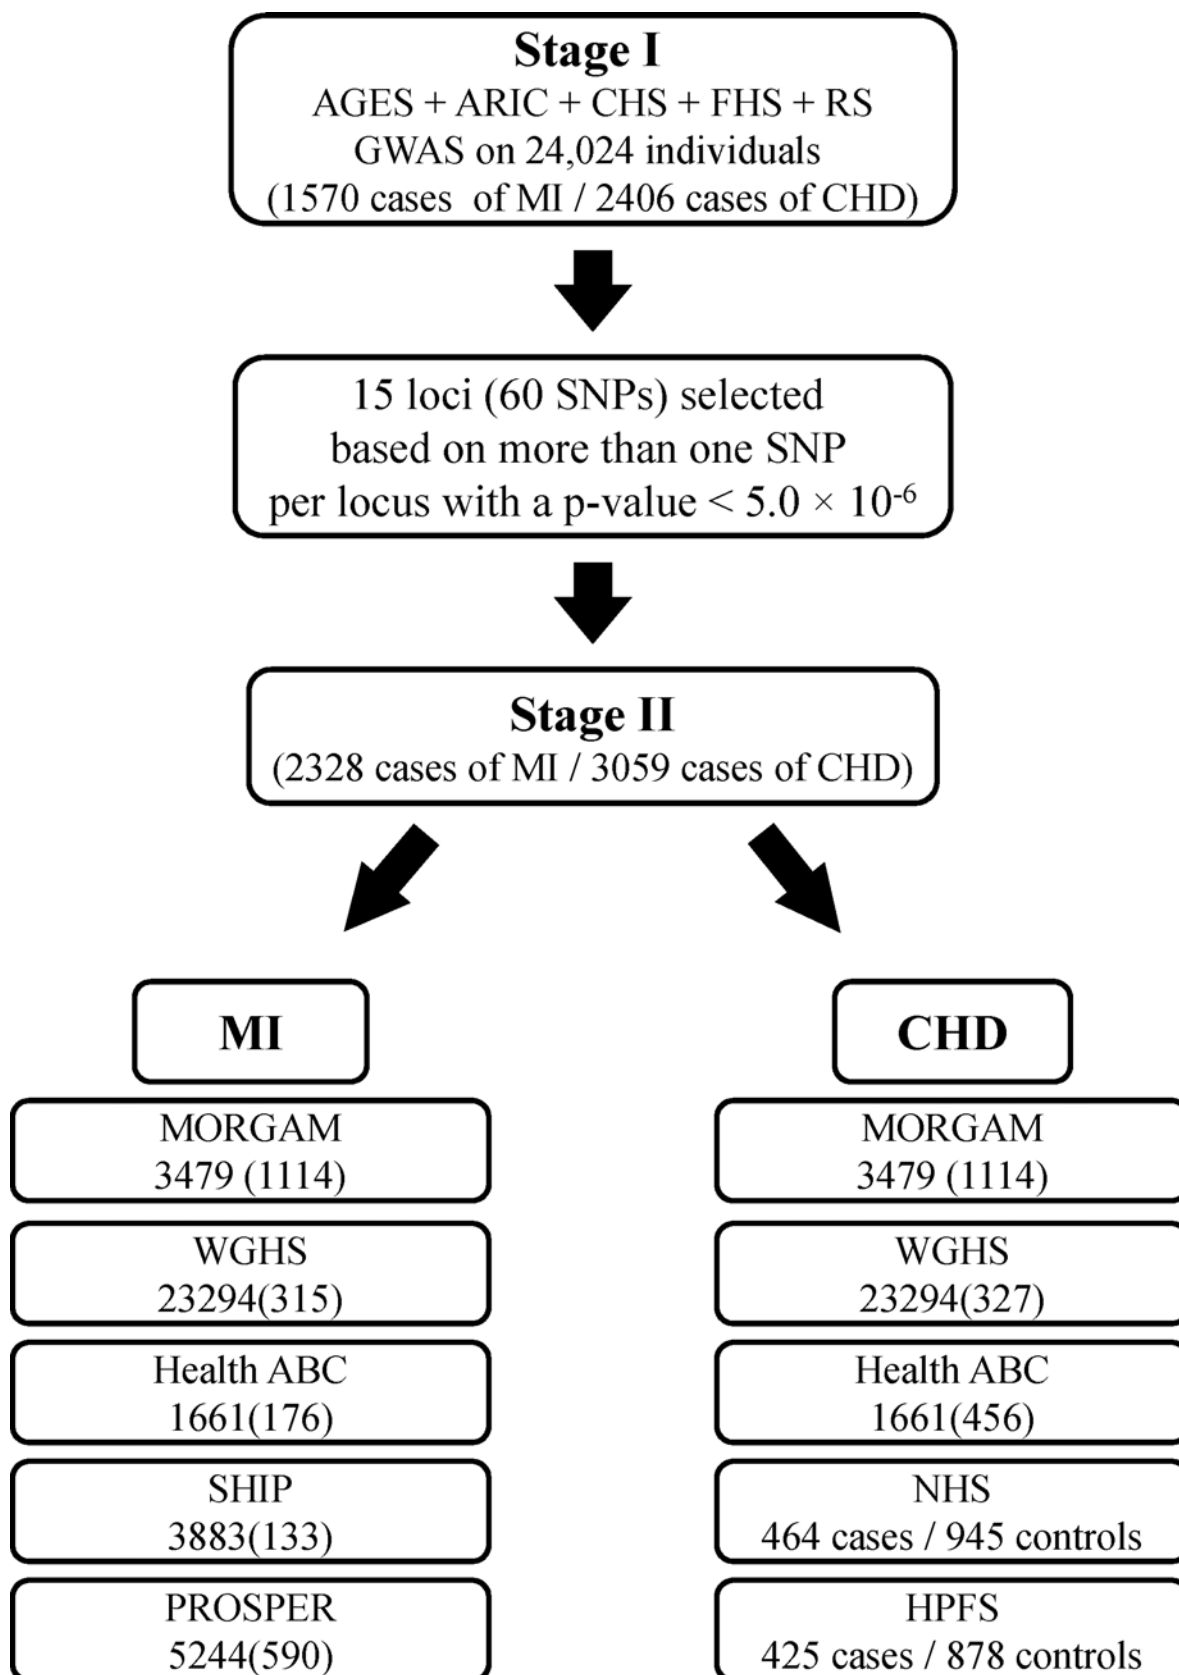 Stage I
AGES + ARIC + CHS + FHS + RS
GWAS on 24,024 individuals
(1570 cases of MI / 2406 cases of CHD)
15 loci (60 SNPs) selected
based on more than one SNP
per locus with a p-value < 5.0 × 10⁻⁶
Stage II
(2328 cases of MI / 3059 cases of CHD)
MI
MORGAM
3479 (1114)
WGHS
23294(315)
Health ABC
1661(176)
SHIP
3883(133)
PROSPER
5244(590)
CHD
MORGAM
3479 (1114)
WGHS
23294(327)
Health ABC
1661(456)
NHS
464 cases / 945 controls
HPFS
425 cases / 878 controls